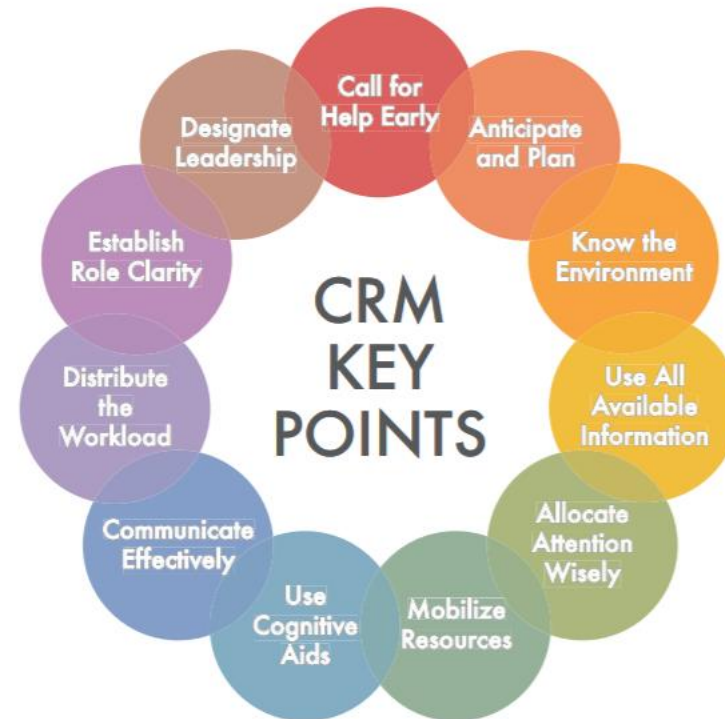 Call for
Help Early
Anticipate
and Plan
Know the
Environment
Use All
Available
Information
Allocate
Attention
Wisely
Mobilize
Resources
Use
Cognitive
Aids
Communicate
Effectively
Distribute
the
Workload
Establish
Role Clarity
Designate
Leadership
CRM
KEY
POINTS